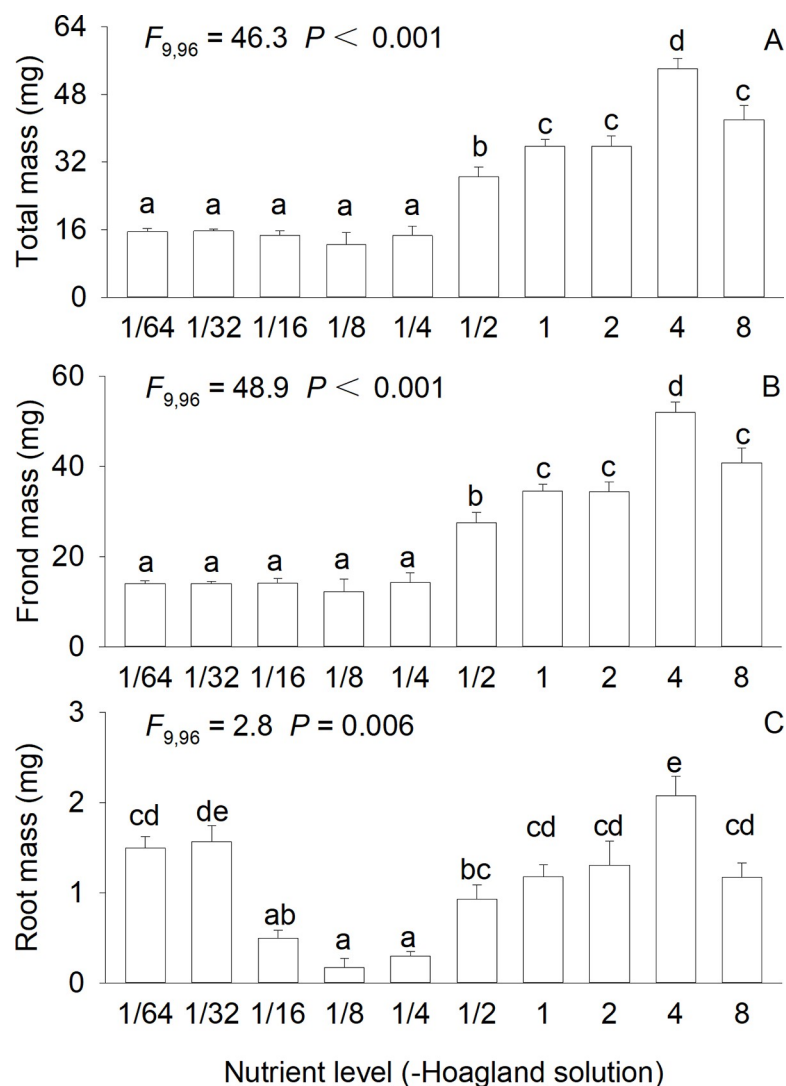 64
F9,96 = 46.3 P < 0.001
A
d
48
c
c
c
b
32
a a a a a
16
0
1/64 1/32 1/16 1/8 1/4 1/2 1 2 4 8
Total mass (mg)
60
F9,96 = 48.9 P < 0.001
B
d
c
40
c c
b
20
a a a a a
0
1/64 1/32 1/16 1/8 1/4 1/2 1 2 4 8
Frond mass (mg)
3
F9,96 = 2.8 P = 0.006
C
e
2
cd de cd cd cd
bc
1
ab
a a
0
1/64 1/32 1/16 1/8 1/4 1/2 1 2 4 8
Root mass (mg)
Nutrient level (-Hoagland solution)